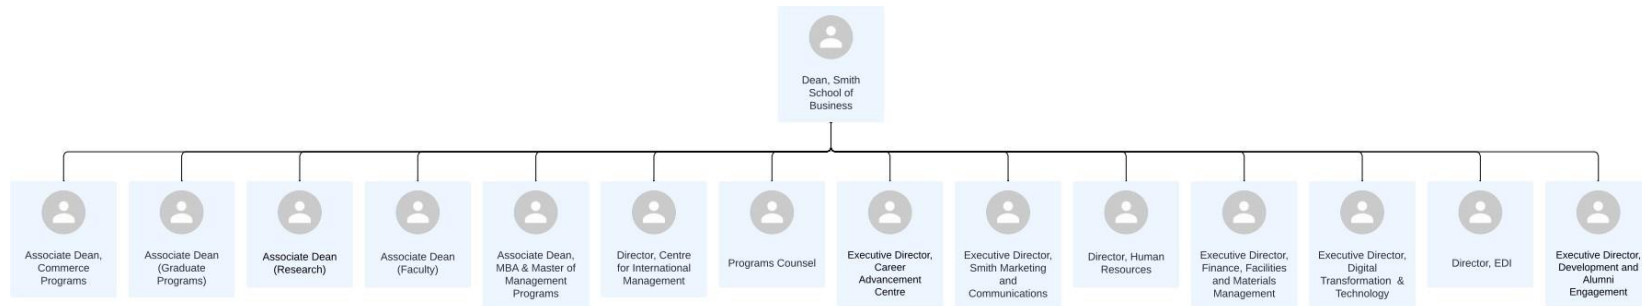 Dean, Smith
School of
Business
Associate Dean,
Commerce
Programs
Associate Dean
(Graduate
Programs)
Associate Dean
(Research)
Associate Dean
(Faculty)
Associate Dean,
MBA & Master of
Management
Programs
Director, Centre
for International
Management
Programs Counsel
Executive Director,
Career
Advancement
Centre
Executive Director,
Smith Marketing
and
Communications
Director, Human
Resources
Executive Director,
Finance, Facilities
and Materials
Management
Executive Director,
Digital
Transformation & 
Technology
Director, EDI
Executive Director,
Development and
Alumni
Engagement